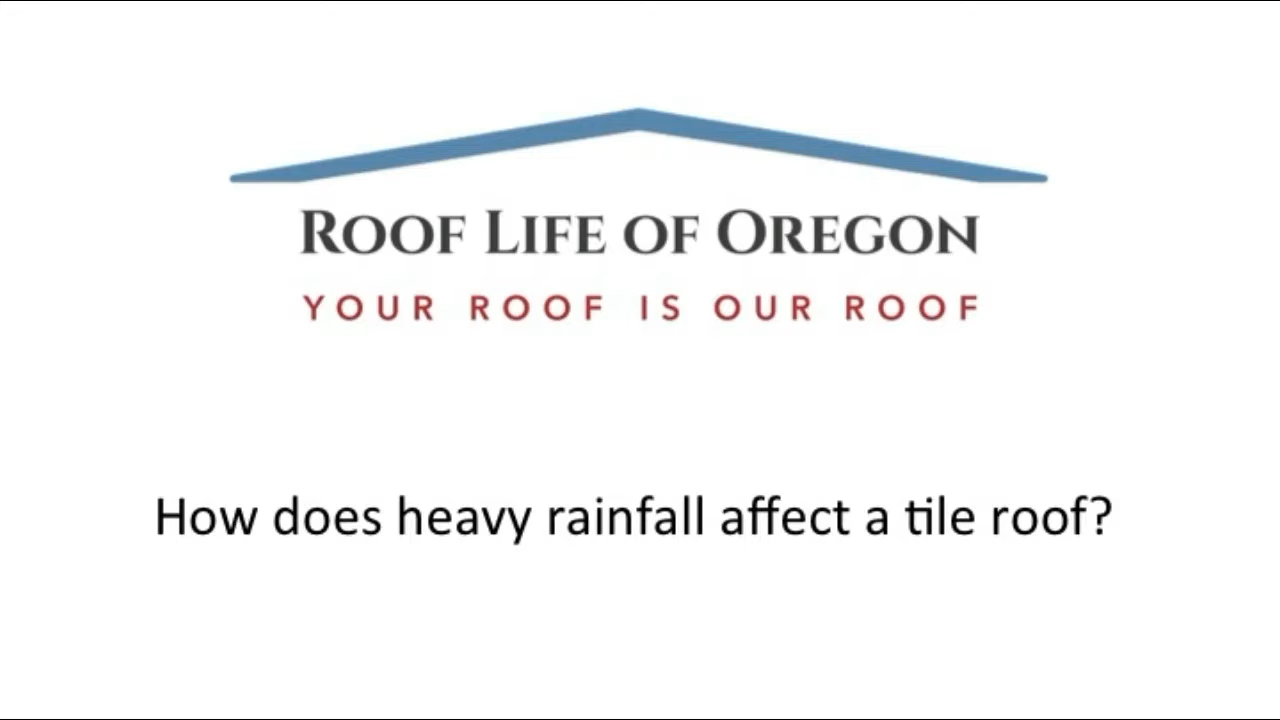 ROOF LIFE OF OREGON
YOUR ROOF IS OUR ROOF
How does heavy rainfall affect a tile roof?